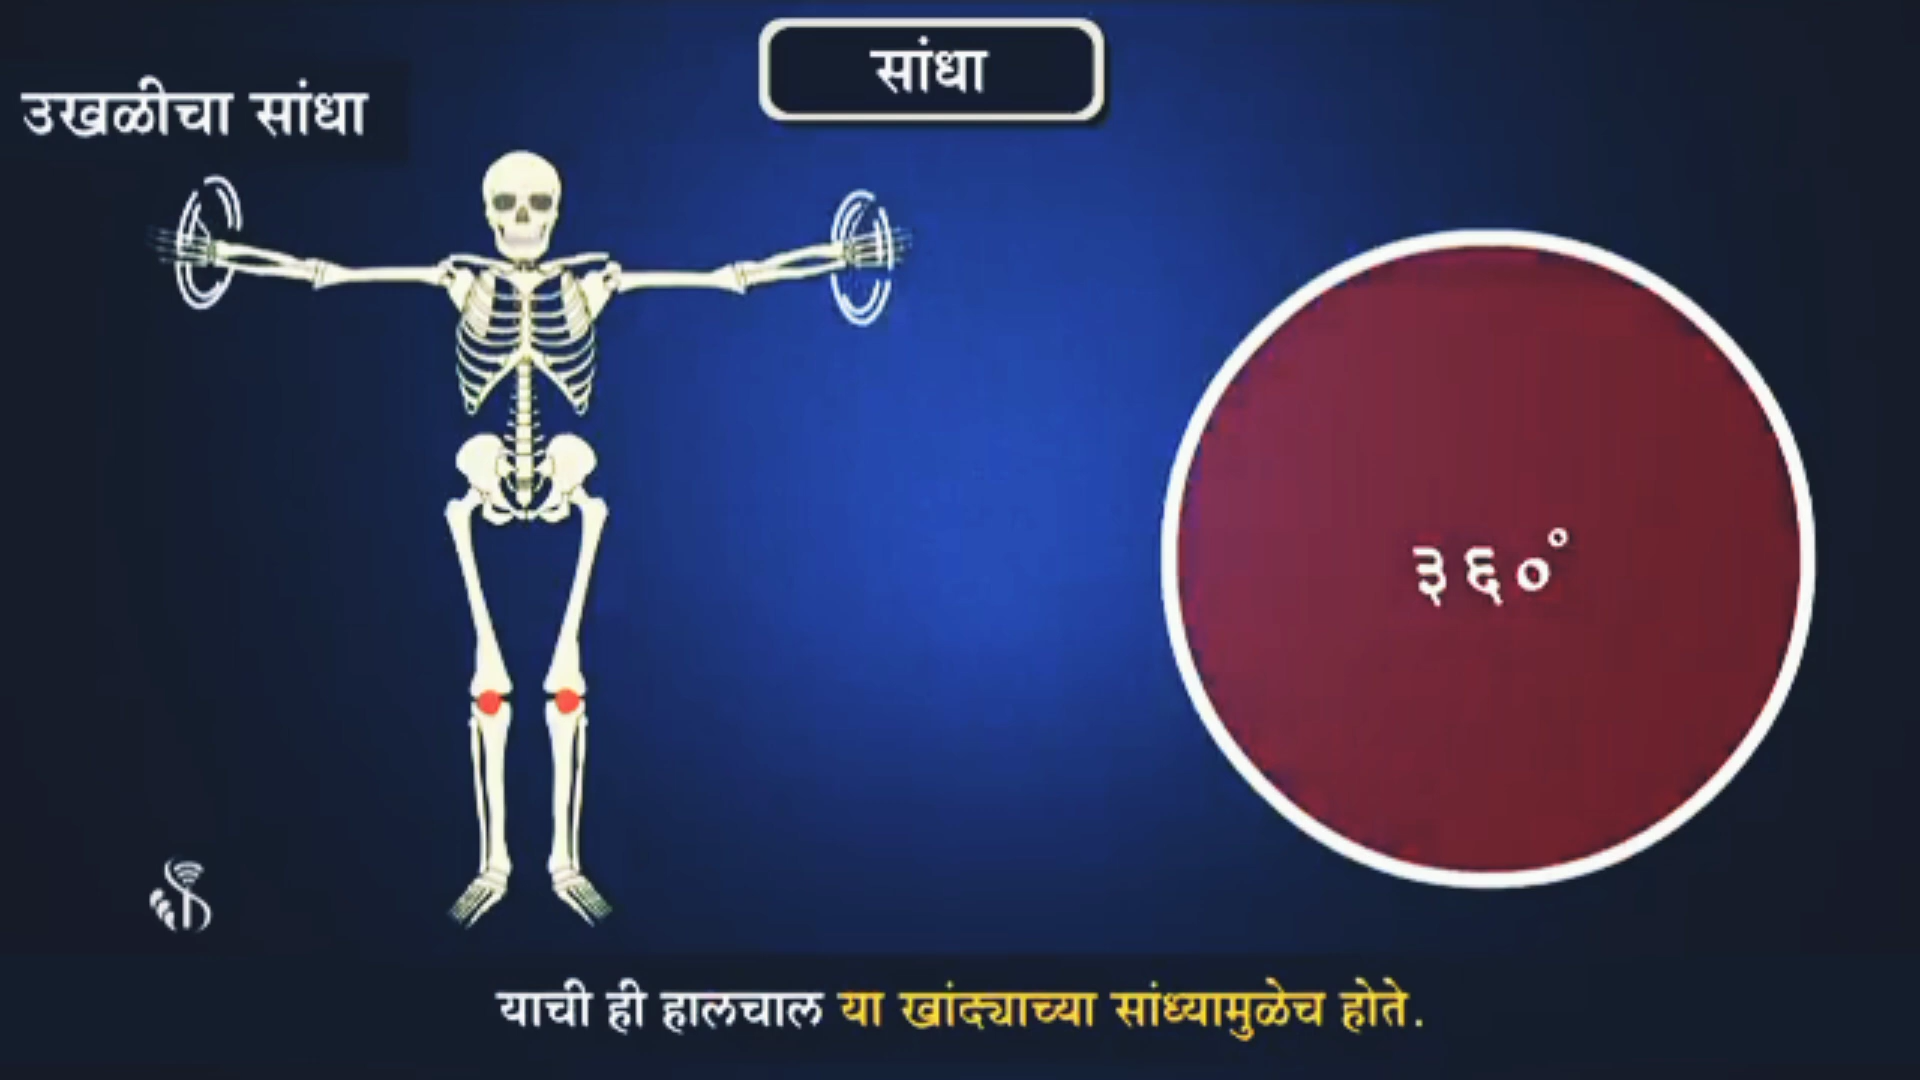 सांधा
उखळीचा सांधा
३६०°
याची ही हालचाल या खांद्याच्या सांध्यामुळेच होते.